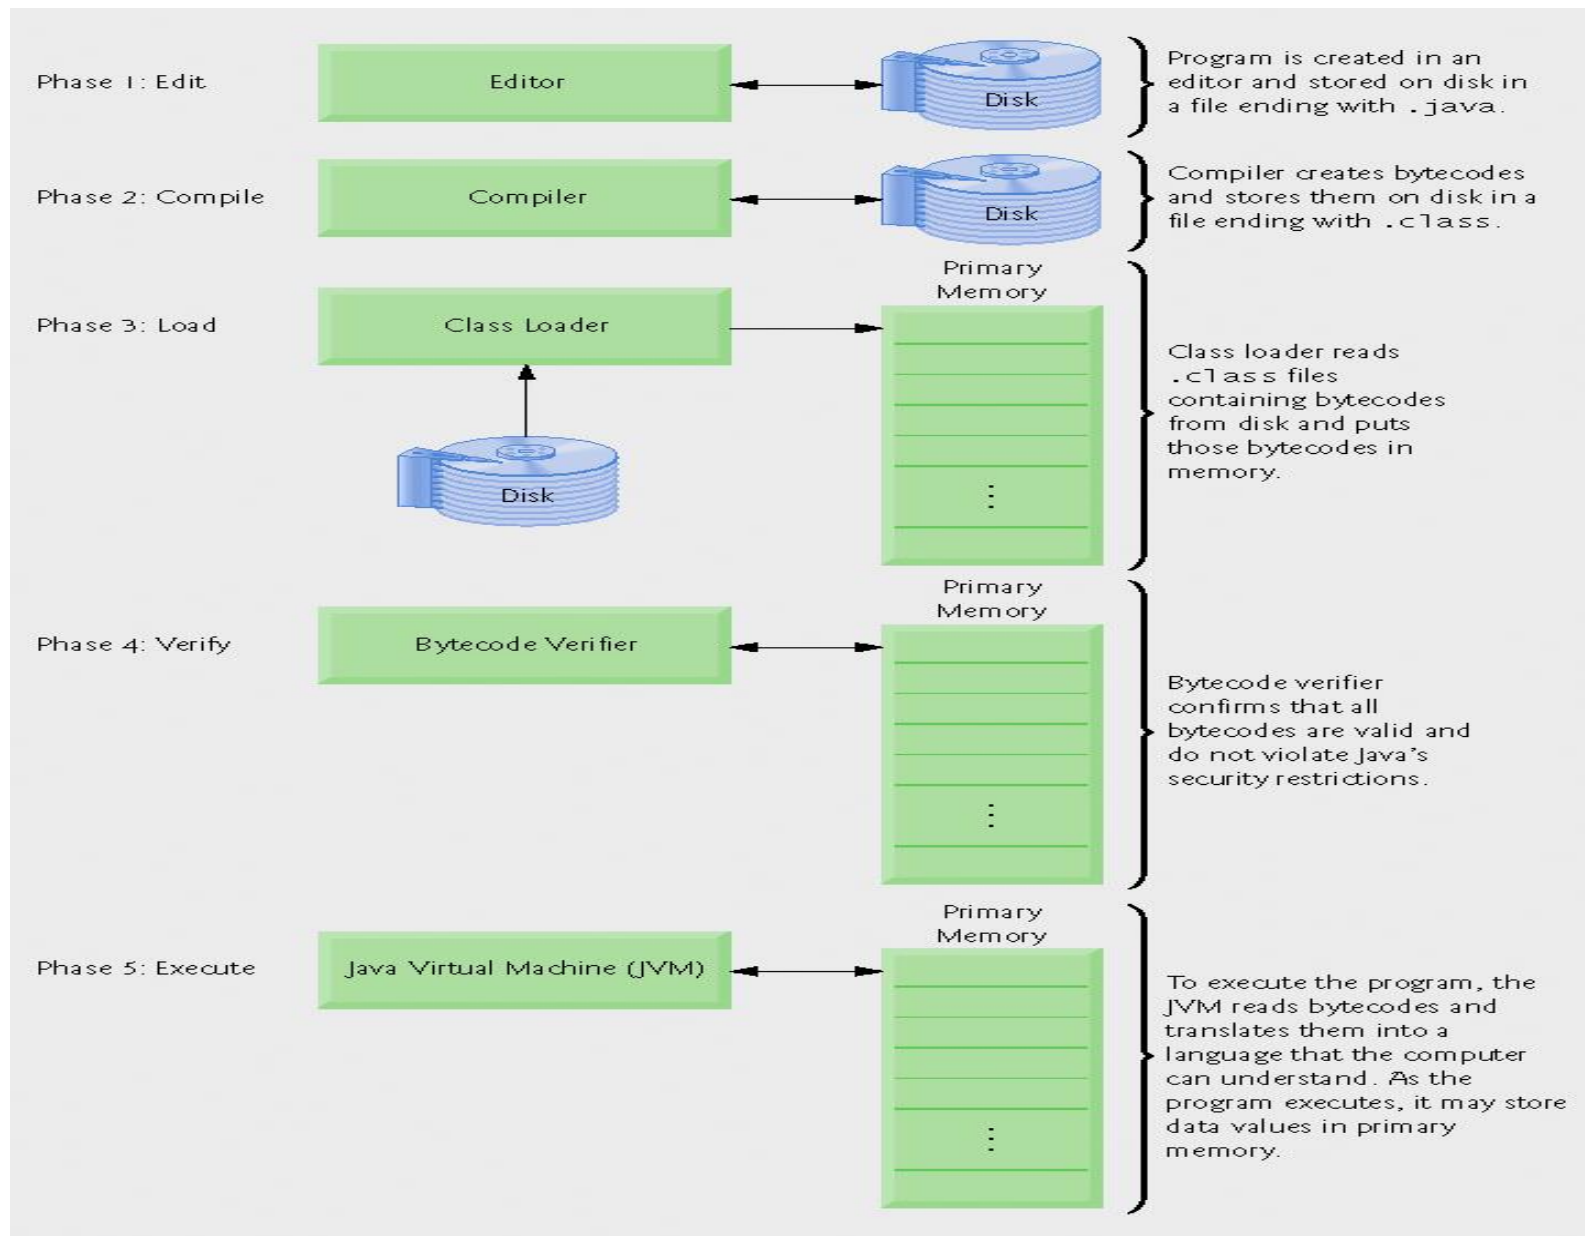 Phase 1: Edit
Editor
Disk
Program is created in an
editor and stored on disk in
a file ending with .java.
Phase 2: Compile
Compiler
Disk
Compiler creates bytecodes
and stores them on disk in a
file ending with .class.
Phase 3: Load
Class Loader
Disk
Primary
Memory
Class loader reads
.class files
containing bytecodes
from disk and puts
those bytecodes in
memory.
Phase 4: Verify
Bytecode Verifier
Primary
Memory
Bytecode verifier
confirms that all
bytecodes are valid and
do not violate Java's
security restrictions.
Phase 5: Execute
Java Virtual Machine (JVM)
Primary
Memory
To execute the program, the
JVM reads bytecodes and
translates them into a
language that the computer
can understand. As the
program executes, it may store
data values in primary
memory.